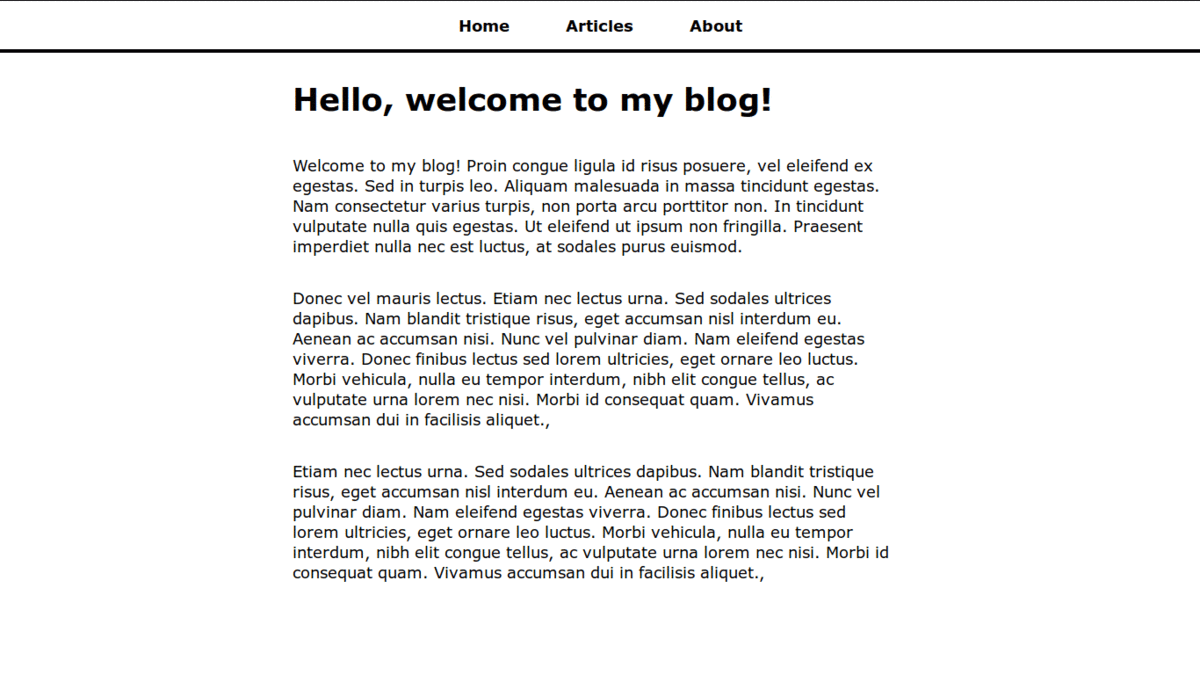 Home Articles About
Hello, welcome to my blog!
Welcome to my blog! Proin congue ligula id risus posuere, vel eleifend ex
egestas. Sed in turpis leo. Aliquam malesuada in massa tincidunt egestas.
Nam consectetur varius turpis, non porta arcu porttitor non. In tincidunt
vulputate nulla quis egestas. Ut eleifend ut ipsum non fringilla. Praesent
imperdiet nulla nec est luctus, at sodales purus euismod.
Donec vel mauris lectus. Etiam nec lectus urna. Sed sodales ultrices
dapibus. Nam blandit tristique risus, eget accumsan nisl interdum eu.
Aenean ac accumsan nisi. Nunc vel pulvinar diam. Nam eleifend egestas
viverra. Donec finibus lectus sed lorem ultricies, eget ornare leo luctus.
Morbi vehicula, nulla eu tempor interdum, nibh elit congue tellus, ac
vulputate urna lorem nec nisi. Morbi id consequat quam. Vivamus
accumsan dui in facilisis aliquet.,
Etiam nec lectus urna. Sed sodales ultrices dapibus. Nam blandit tristique
risus, eget accumsan nisl interdum eu. Aenean ac accumsan nisi. Nunc vel
pulvinar diam. Nam eleifend egestas viverra. Donec finibus lectus sed
lorem ultricies, eget ornare leo luctus. Morbi vehicula, nulla eu tempor
interdum, nibh elit congue tellus, ac vulputate urna lorem nec nisi. Morbi id
consequat quam. Vivamus accumsan dui in facilisis aliquet.,